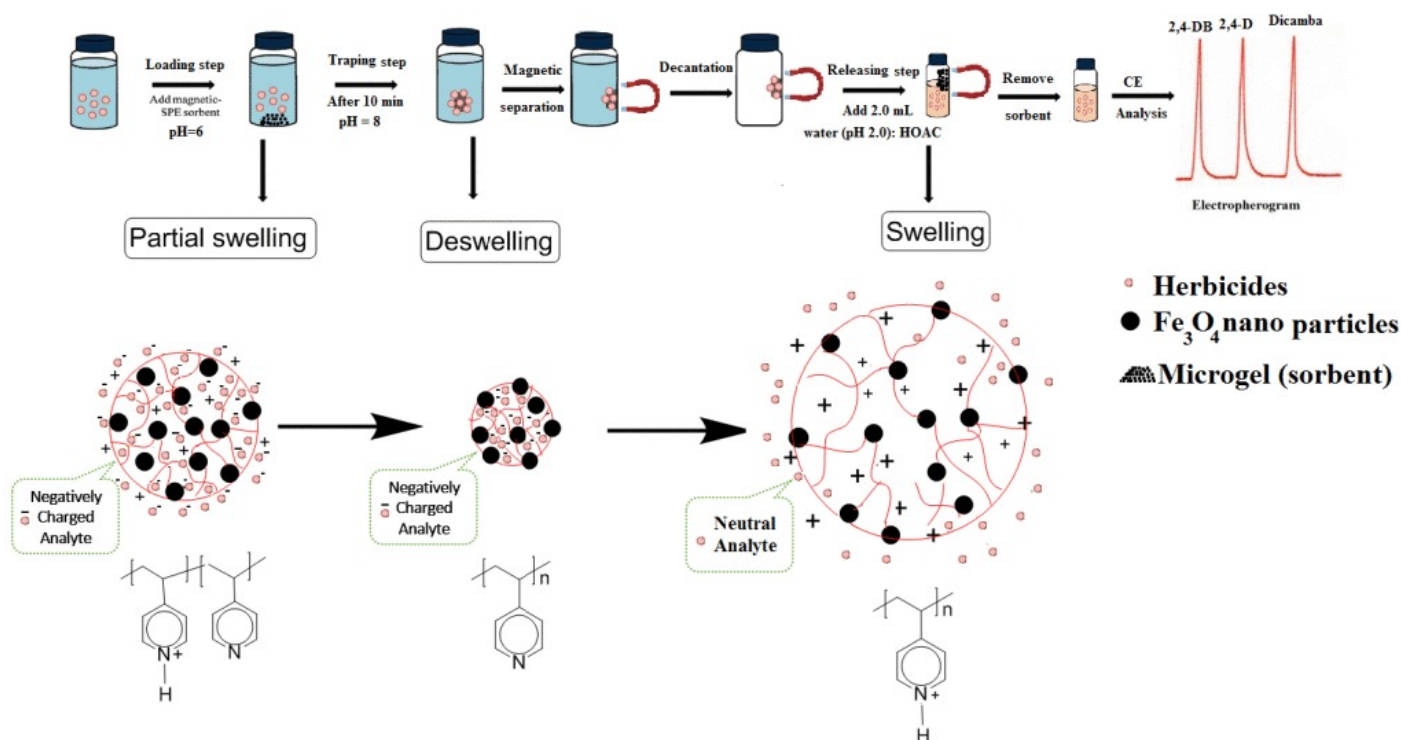 Loading step
Add magnetic-
SPE sorbent
pH=6
Traping step
After 10 min
pH = 8
Magnetic
separation
Decantation
Releasing step
Add 2.0 mL
water (pH 2.0): HOAC
Remove
sorbent
CE
Analysis
2,4-DB 2,4-D Dicamba
Electropherogram
Partial swelling
Deswelling
Swelling
Herbicides
Fe3O4 nano particles
Microgel (sorbent)
Negatively
Charged
Analyte
Negatively
Charged
Analyte
Neutral
Analyte
n
n
N+
N
H
N
N+
H